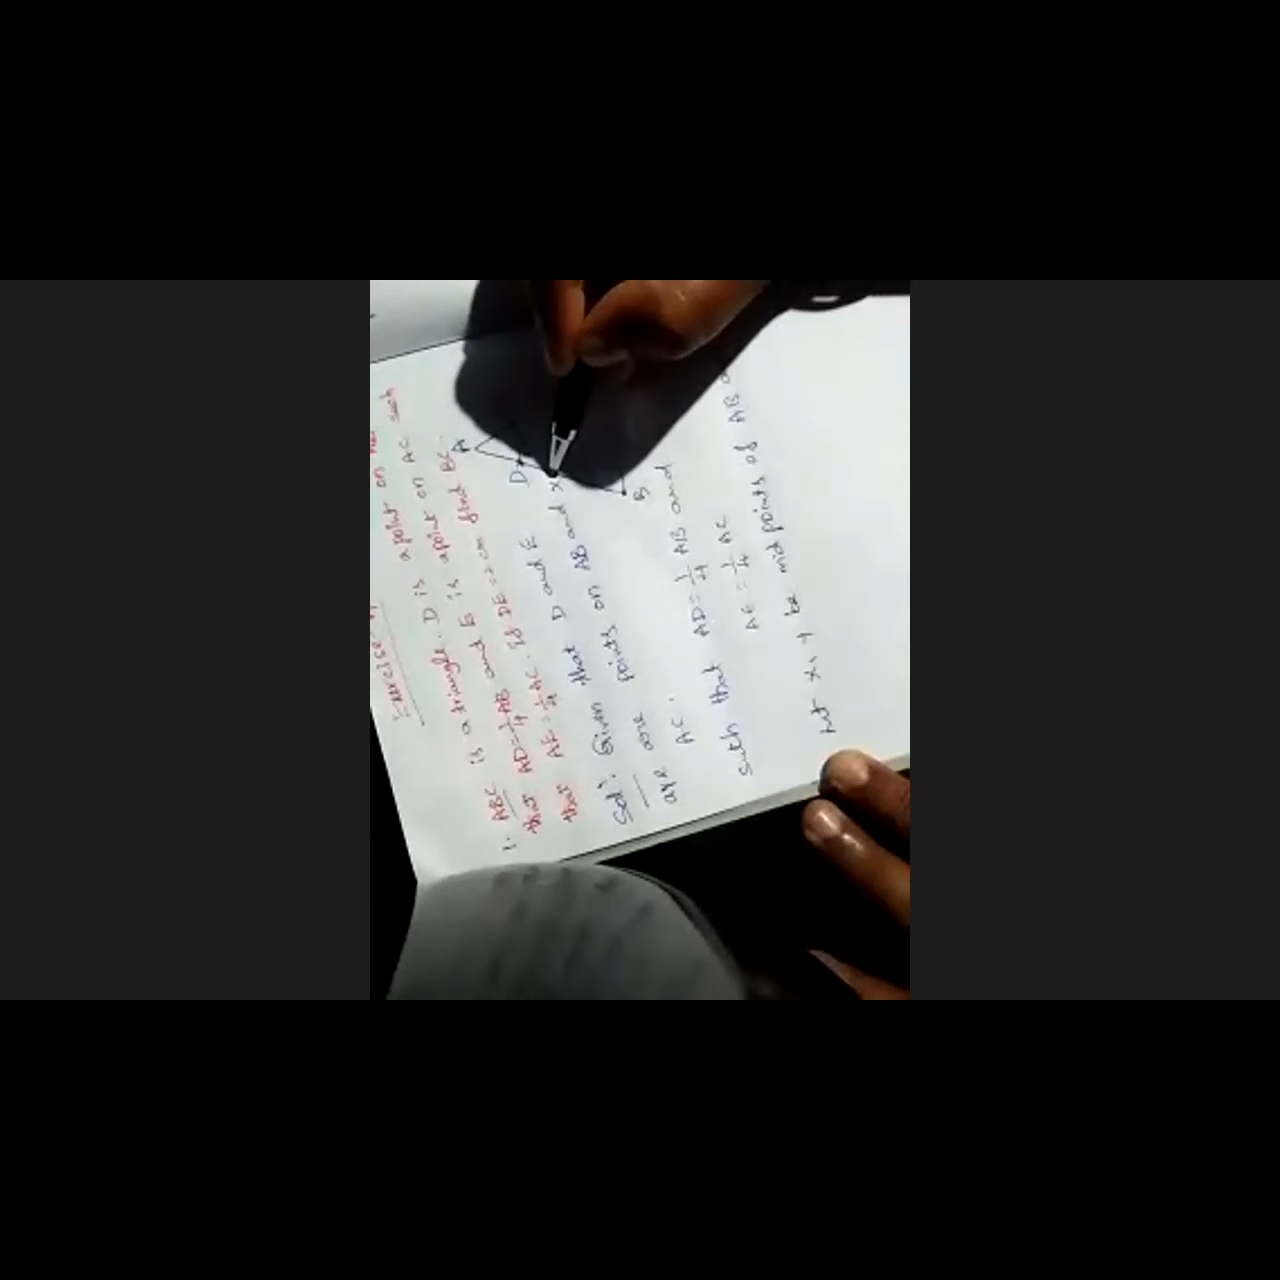 Exercise
1. ABC is a triangle. D is a point on AB
that AD = 1/4 AB and E is a point on AC such
that AE = 1/4 AC. If DE = 2 cm find BC.
Sol: Given that D and E
are points on AB and
AC.
such that AD = 1/4 AB and
AE = 1/4 AC
Let X, Y be mid points of AB
A
D
X
B